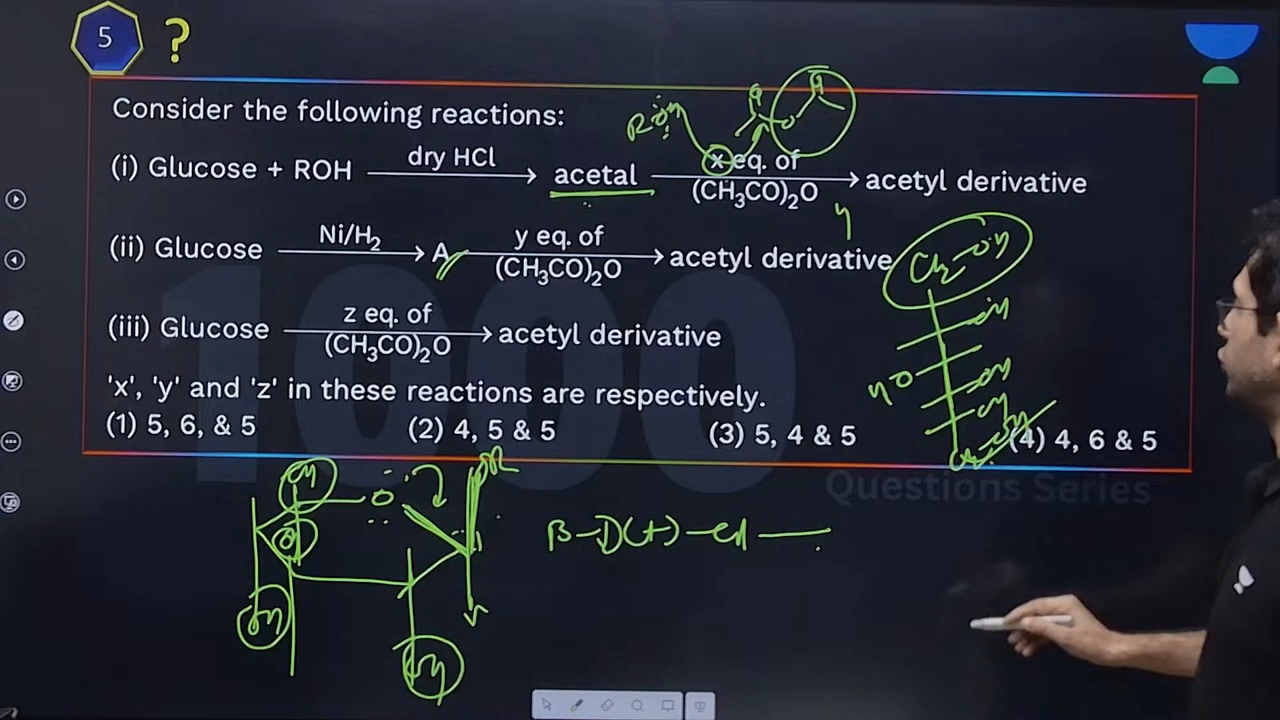 5 ?
Consider the following reactions:
(i) Glucose + ROH dry HCl acetal x eq. of (CH₃CO)₂O acetyl derivative
(ii) Glucose Ni/H₂ A y eq. of (CH₃CO)₂O acetyl derivative
(iii) Glucose z eq. of (CH₃CO)₂O acetyl derivative
'x', 'y' and 'z' in these reactions are respectively.
(1) 5, 6, & 5 (2) 4, 5 & 5 (3) 5, 4 & 5 (4) 4, 6 & 5
1000
Questions Series
O OR
B-D(+)-